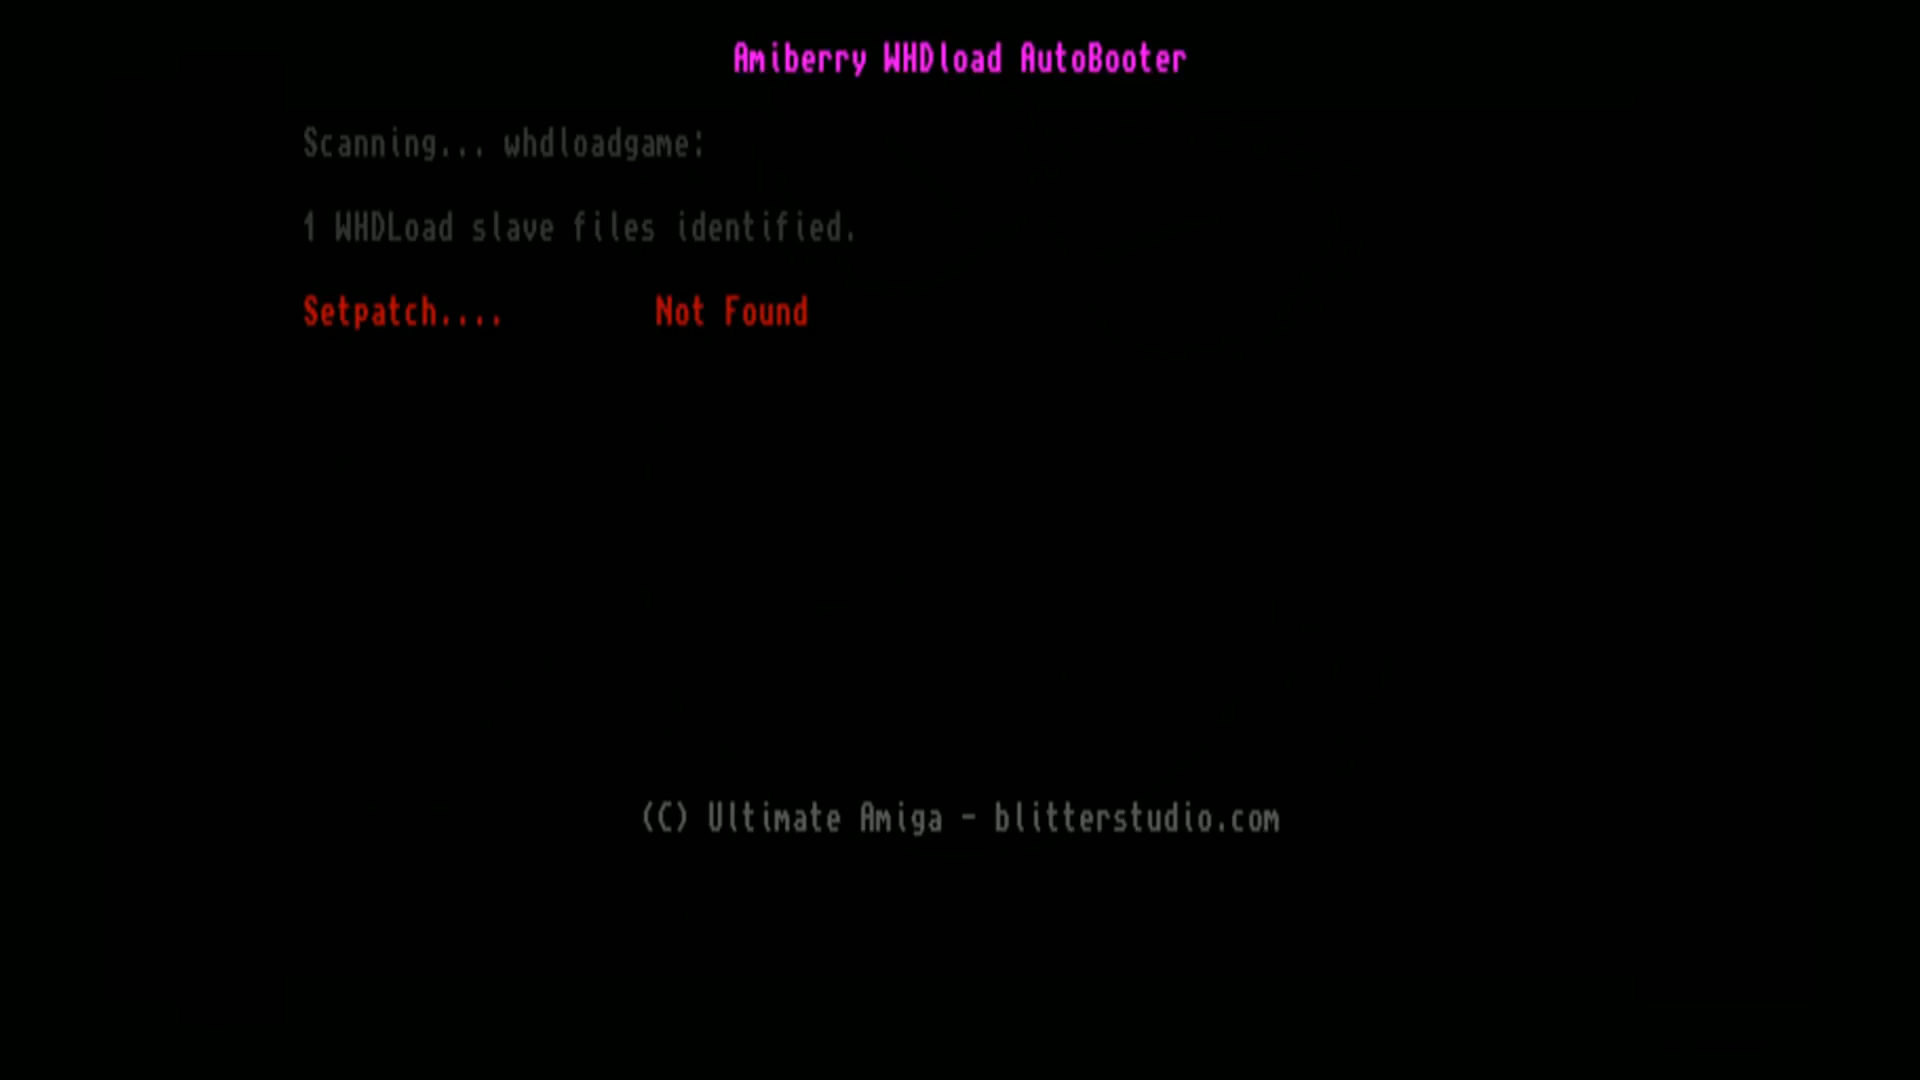 Amiberry WHDload AutoBooter
Scanning... whdloadgame:
1 WHDLoad slave files identified.
Setpatch.... Not Found
(C) Ultimate Amiga - blitterstudio.com